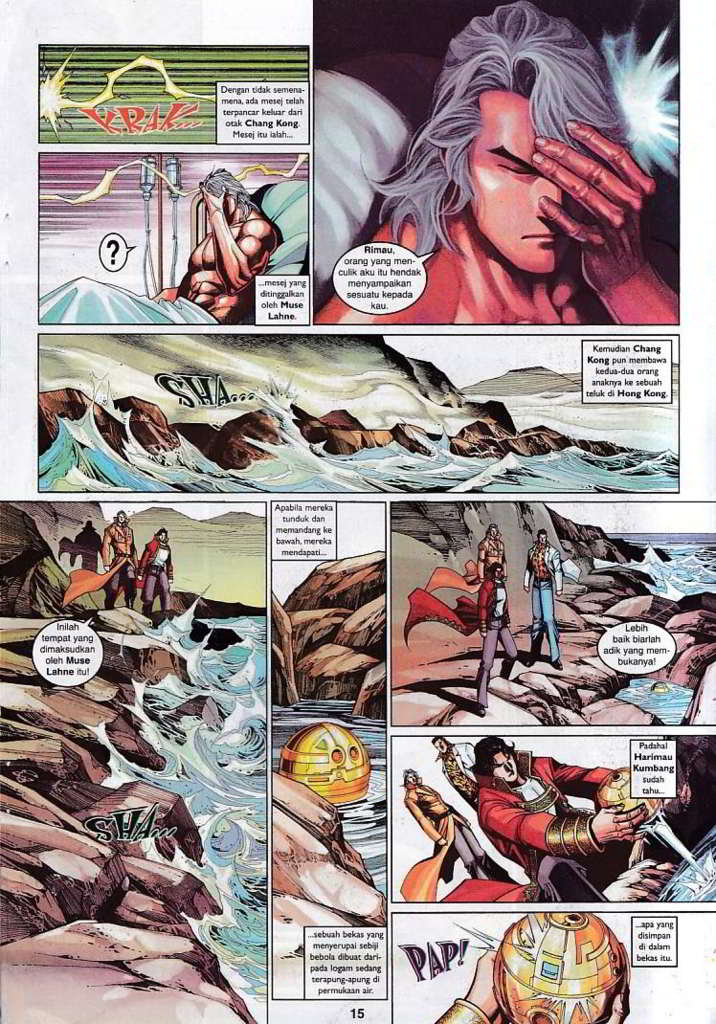 KRAK...
Dengan tidak semena-
mena, ada mesej telah
terpancar keluar dari
otak Chang Kong.
Mesej itu ialah...
?
...mesej yang
ditinggalkan
oleh Muse
Lahne.
Rimau,
orang yang men-
culik aku itu hendak
menyampaikan
sesuatu kepada
kau.
SHA...
Kemudian Chang
Kong pun membawa
kedua-dua orang
anaknya ke sebuah
teluk di Hong Kong.
Inilah
tempat yang
dimaksudkan
oleh Muse
Lahne itu!
SHA...
Apabila mereka
tunduk dan
memandang ke
bawah, mereka
mendapati...
...sebuah bekas yang
menyerupai sebiji
bebola dibuat dari-
pada logam sedang
terapung-apung di
permukaan air.
Lebih
baik biarlah
adik yang mem-
bukanya!
Padahal
Harimau
Kumbang
sudah
tahu...
PAP!
...apa yang
disimpan
di dalam
bekas itu.
15